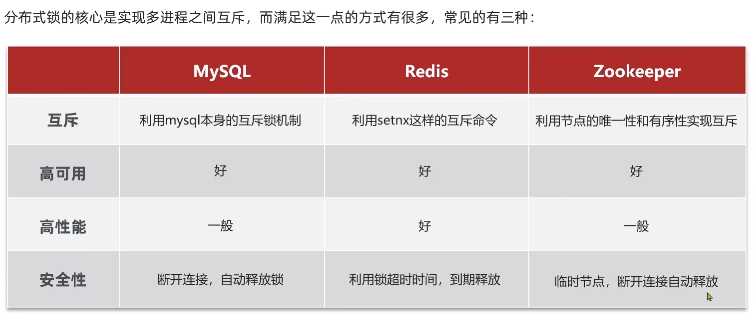 分布式锁的核心是实现多进程之间互斥，而满足这一点的方式有很多，常见的有三种：
MySQL Redis Zookeeper
互斥 利用mysql本身的互斥锁机制 利用setnx这样的互斥命令 利用节点的唯一性和有序性实现互斥
高可用 好 好 好
高性能 一般 好 一般
安全性 断开连接，自动释放锁 利用锁超时时间，到期释放 临时节点，断开连接自动释放